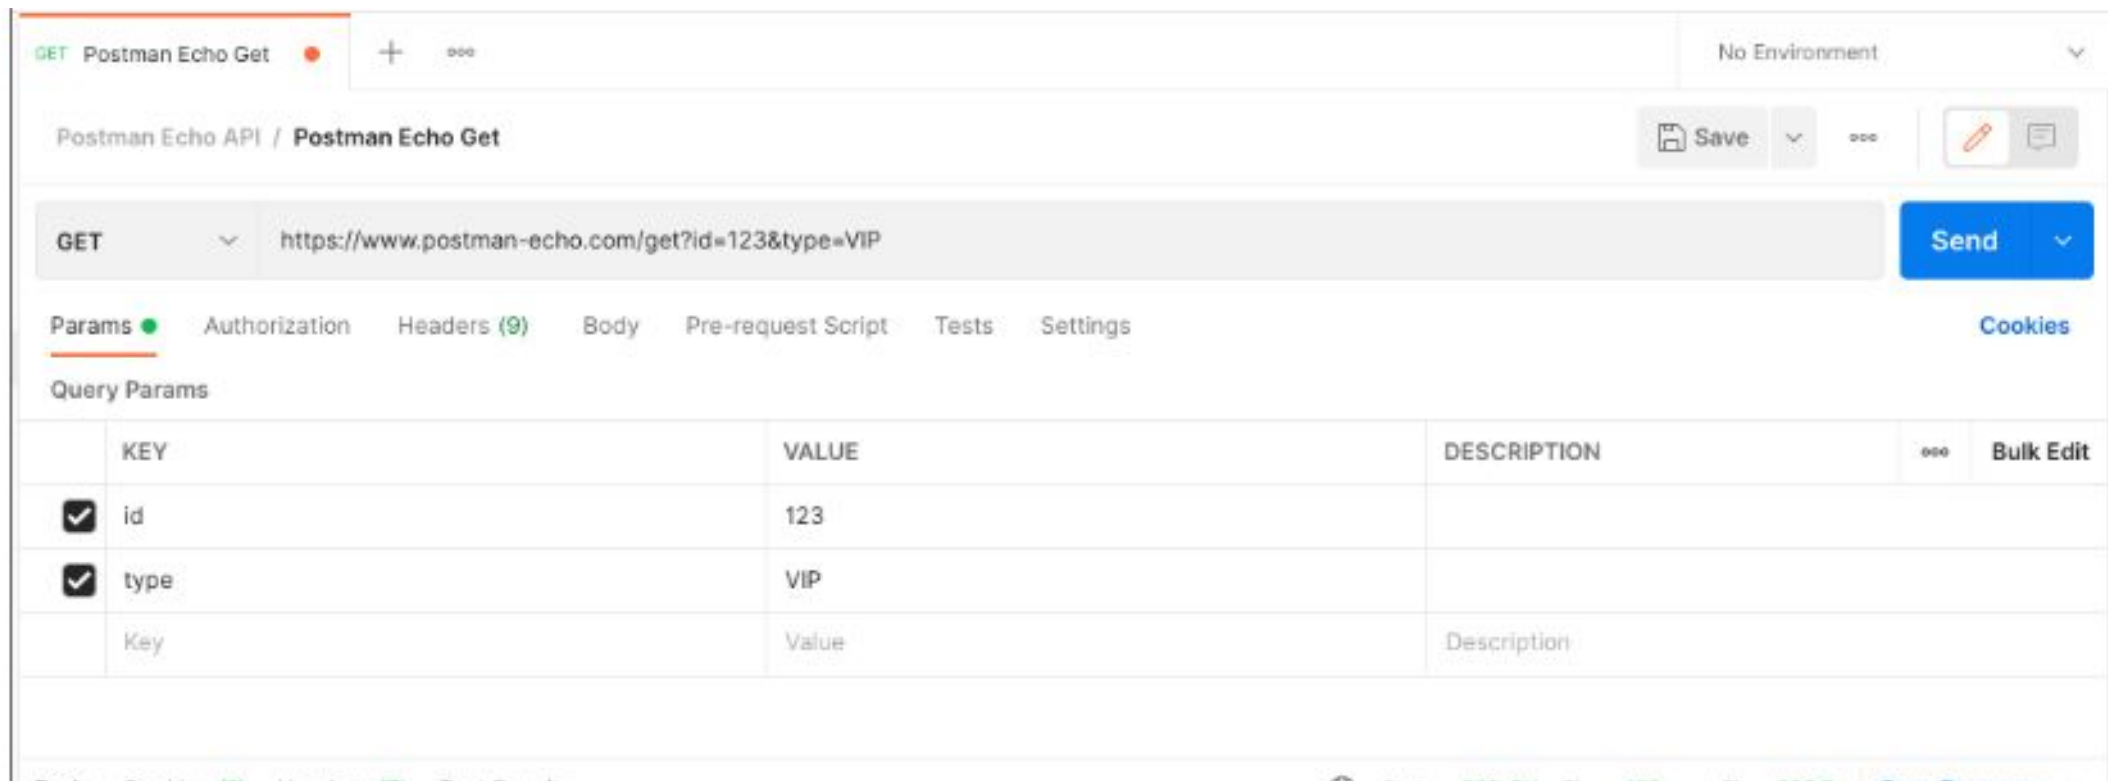 GET Postman Echo Get No Environment
Postman Echo API / Postman Echo Get Save
GET https://www.postman-echo.com/get?id=123&type=VIP Send
Params Authorization Headers (9) Body Pre-request Script Tests Settings Cookies
Query Params
KEY VALUE DESCRIPTION Bulk Edit
id 123
type VIP
Key Value Description